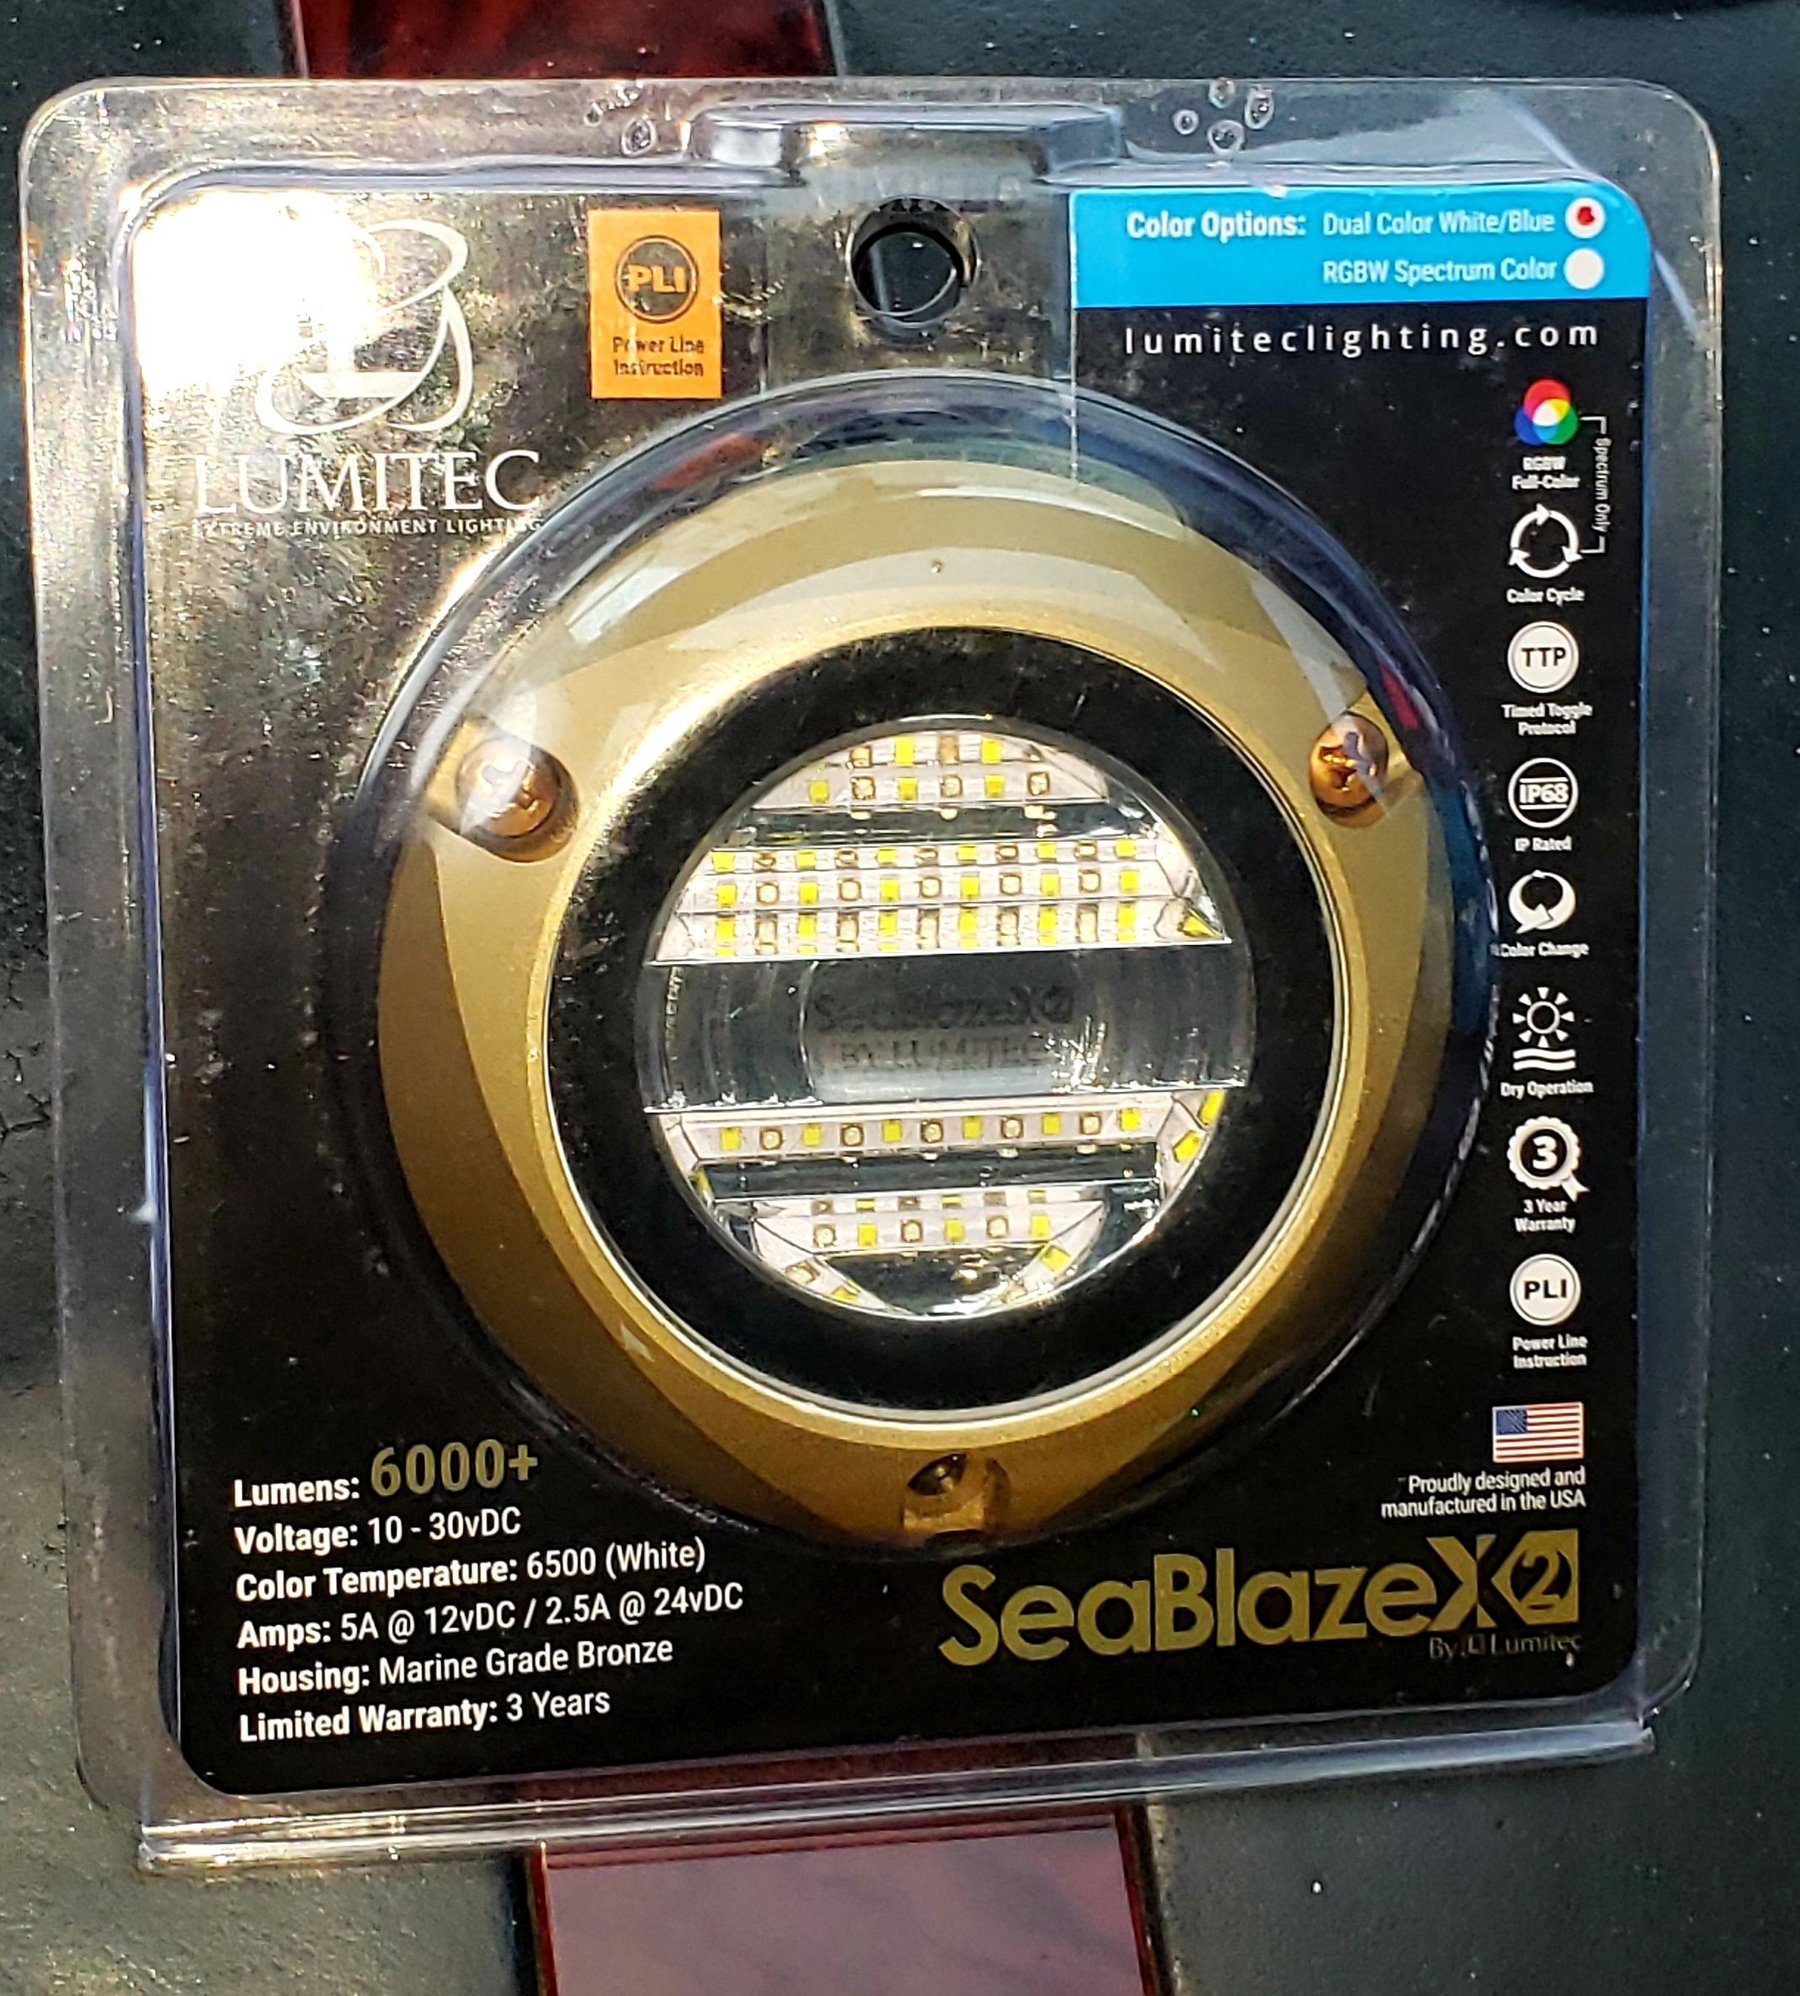 LUMITEC
EXTREME ENVIRONMENT LIGHTING
PLI
Power Line
Instruction
Color Options: Dual Color White/Blue
RGBW Spectrum Color
lumiteclighting.com
RGBW
Full-Color
Spectrum Only
Color Cycle
TTP
Timed Toggle
Protocol
IP68
IP Rated
Color Change
Dry Operation
3
3 Year
Warranty
PLI
Power Line
Instruction
Proudly designed and
manufactured in the USA
SeaBlazeX2
BY LUMITEC
Lumens: 6000+
Voltage: 10 - 30vDC
Color Temperature: 6500 (White)
Amps: 5A @ 12vDC / 2.5A @ 24vDC
Housing: Marine Grade Bronze
Limited Warranty: 3 Years
SeaBlazeX2
By Lumitec